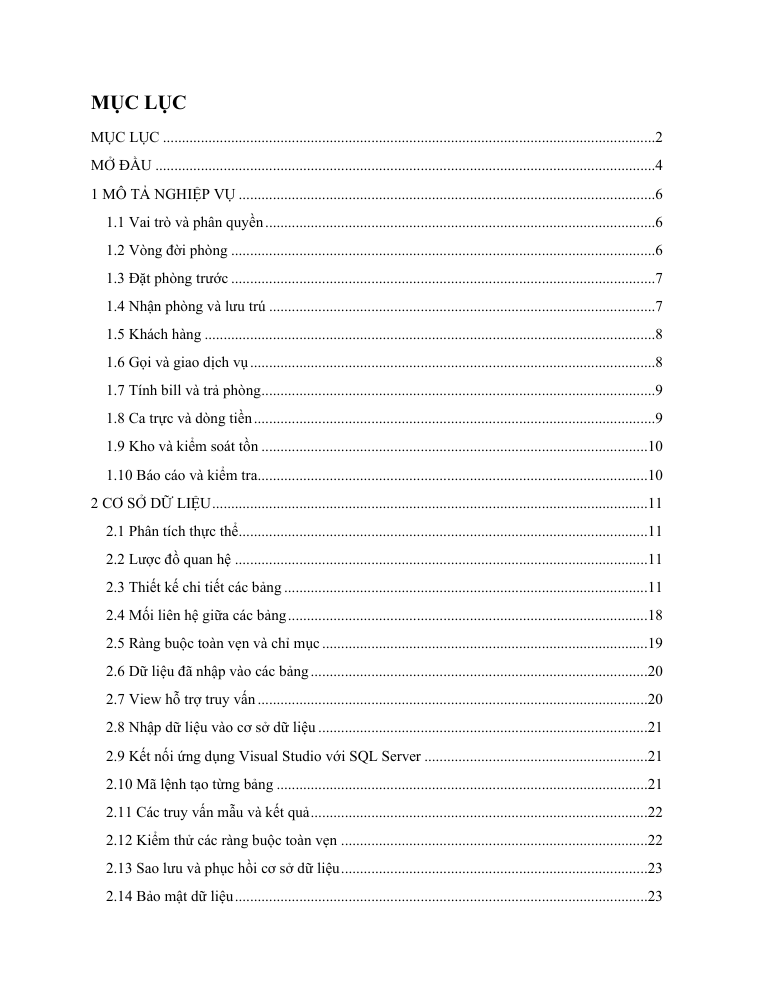 MỤC LỤC
MỤC LỤC ...................................................................................................................................2
MỞ ĐẦU .....................................................................................................................................4
1 MÔ TẢ NGHIỆP VỤ ...............................................................................................................6
1.1 Vai trò và phân quyền........................................................................................................6
1.2 Vòng đời phòng .................................................................................................................6
1.3 Đặt phòng trước .................................................................................................................7
1.4 Nhận phòng và lưu trú .......................................................................................................7
1.5 Khách hàng ........................................................................................................................8
1.6 Gọi và giao dịch vụ............................................................................................................8
1.7 Tính bill và trả phòng.........................................................................................................9
1.8 Ca trực và dòng tiền...........................................................................................................9
1.9 Kho và kiểm soát tồn .......................................................................................................10
1.10 Báo cáo và kiểm tra........................................................................................................10
2 CƠ SỞ DỮ LIỆU....................................................................................................................11
2.1 Phân tích thực thể.............................................................................................................11
2.2 Lược đồ quan hệ ..............................................................................................................11
2.3 Thiết kế chi tiết các bảng .................................................................................................11
2.4 Mối liên hệ giữa các bảng................................................................................................18
2.5 Ràng buộc toàn vẹn và chỉ mục .......................................................................................19
2.6 Dữ liệu đã nhập vào các bảng..........................................................................................20
2.7 View hỗ trợ truy vấn ........................................................................................................20
2.8 Nhập dữ liệu vào cơ sở dữ liệu ........................................................................................21
2.9 Kết nối ứng dụng Visual Studio với SQL Server ............................................................21
2.10 Mã lệnh tạo từng bảng ...................................................................................................21
2.11 Các truy vấn mẫu và kết quả..........................................................................................22
2.12 Kiểm thử các ràng buộc toàn vẹn ..................................................................................22
2.13 Sao lưu và phục hồi cơ sở dữ liệu..................................................................................23
2.14 Bảo mật dữ liệu..............................................................................................................23